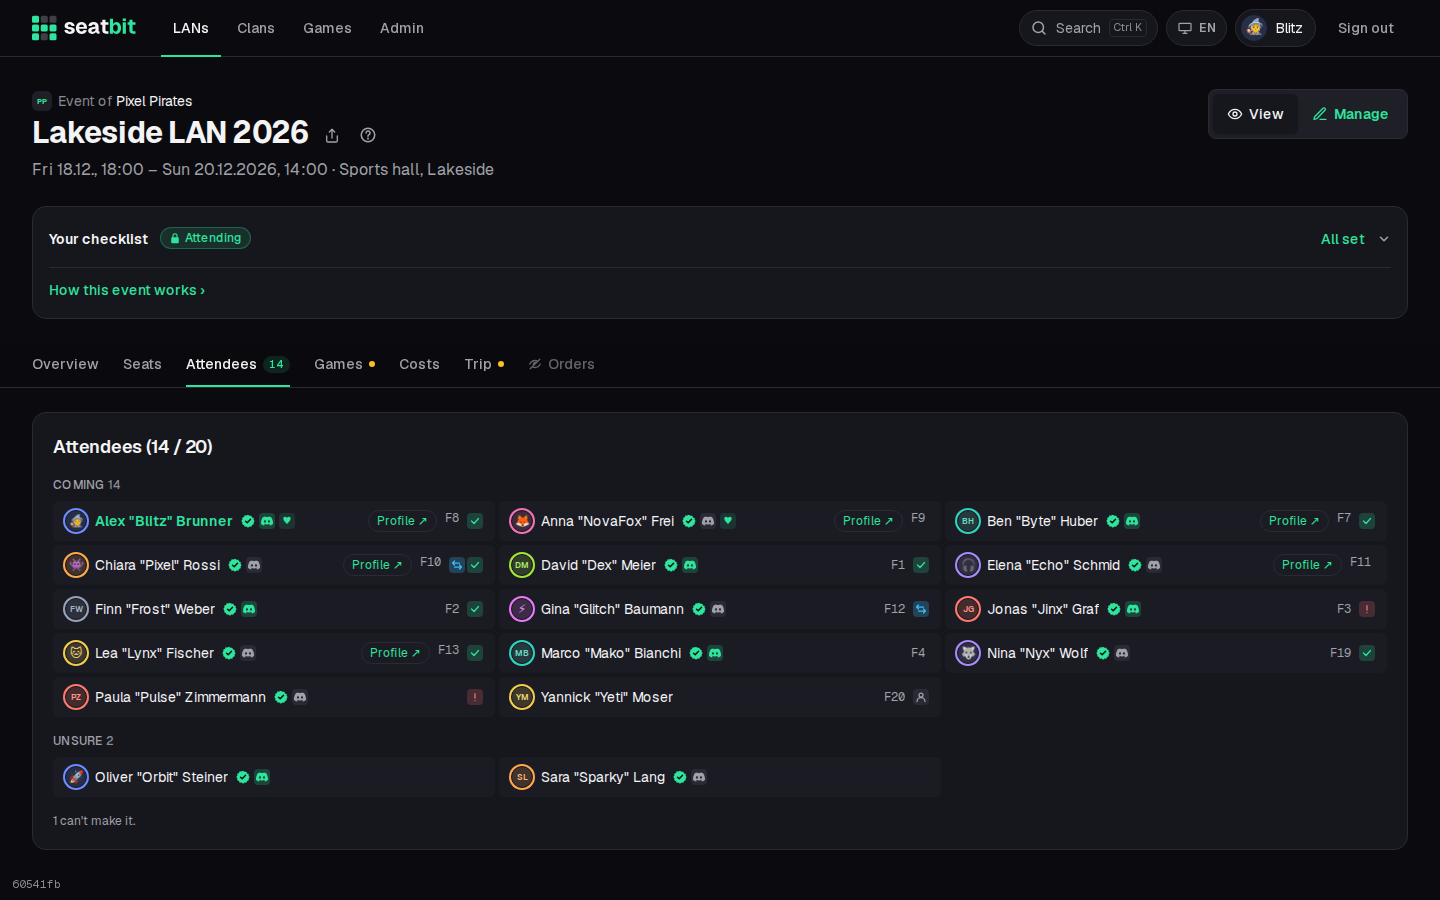 seatbit LANs Clans Games Admin Search Ctrl K EN Blitz Sign out
PP Event of Pixel Pirates
Lakeside LAN 2026
View Manage
Fri 18.12., 18:00 – Sun 20.12.2026, 14:00 · Sports hall, Lakeside
Your checklist Attending All set
How this event works ›
Overview Seats Attendees 14 Games Costs Trip Orders
Attendees (14 / 20)
COMING 14
Alex "Blitz" Brunner Profile ↗ F8 Anna "NovaFox" Frei Profile ↗ F9 BH Ben "Byte" Huber Profile ↗ F7
Chiara "Pixel" Rossi Profile ↗ F10 DM David "Dex" Meier F1 Elena "Echo" Schmid Profile ↗ F11
FW Finn "Frost" Weber F2 Gina "Glitch" Baumann F12 JG Jonas "Jinx" Graf F3 !
Lea "Lynx" Fischer Profile ↗ F13 MB Marco "Mako" Bianchi F4 Nina "Nyx" Wolf F19
PZ Paula "Pulse" Zimmermann ! YM Yannick "Yeti" Moser F20
UNSURE 2
Oliver "Orbit" Steiner SL Sara "Sparky" Lang
1 can't make it.
60541fb